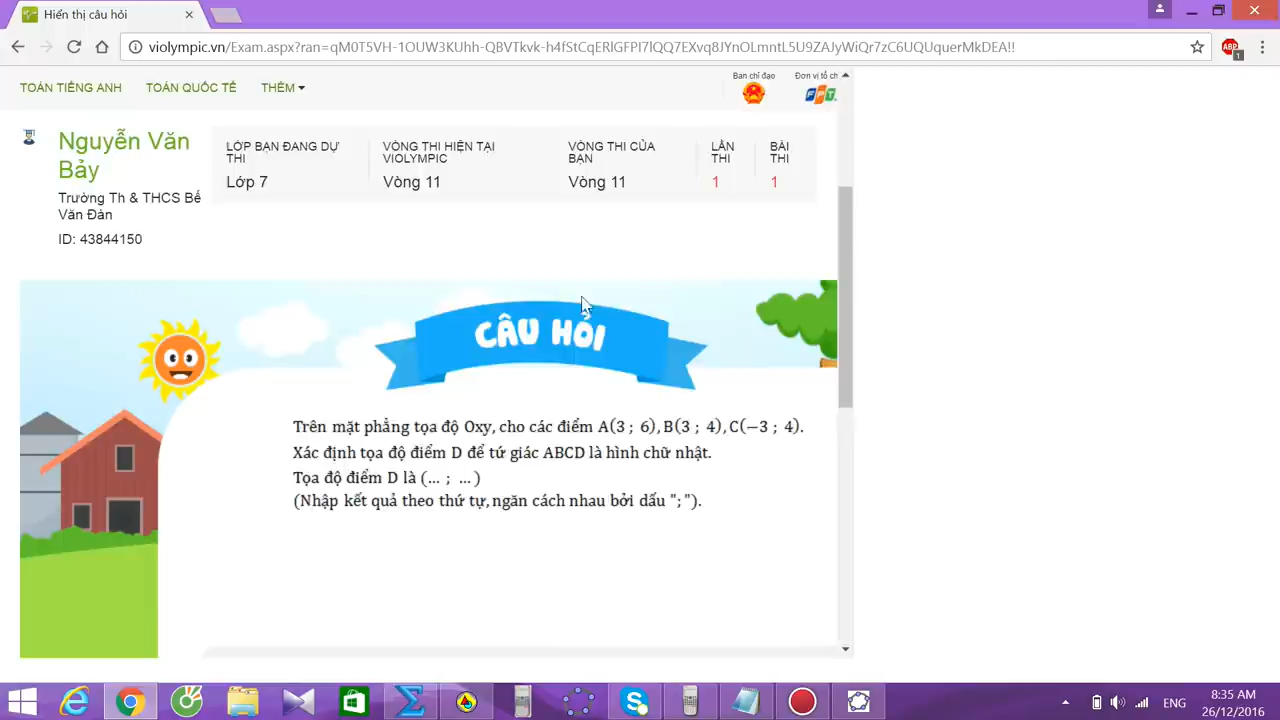 Hiển thị câu hỏi
violympic.vn/Exam.aspx?ran=qM0T5VH-1OUW3KUhh-QBVTKvk-h4fStCqERlGFPI7lQQ7EXvq8JYnOLmntL5U9ZAJyWiQr7zC6UQUquerMkDEA!!
ABP
1
TOÁN TIẾNG ANH
TOÁN QUỐC TẾ
THÊM
Ban chỉ đạo
Đơn vị tổ ch
FPT
Nguyễn Văn
Bảy
Trường Th & THCS Bế
Văn Đàn
ID: 43844150
LỚP BẠN ĐANG DỰ
THI
Lớp 7
VÒNG THI HIỆN TẠI
VIOLYMPIC
Vòng 11
VÒNG THI CỦA
BẠN
Vòng 11
LẦN
THI
1
BÀI
THI
1
CÂU HỎI
Trên mặt phẳng tọa độ Oxy, cho các điểm A(3 ; 6), B(3 ; 4), C(−3 ; 4).
Xác định tọa độ điểm D để tứ giác ABCD là hình chữ nhật.
Tọa độ điểm D là (... ; ...)
(Nhập kết quả theo thứ tự, ngăn cách nhau bởi dấu "; ").
ENG
8:35 AM
26/12/2016